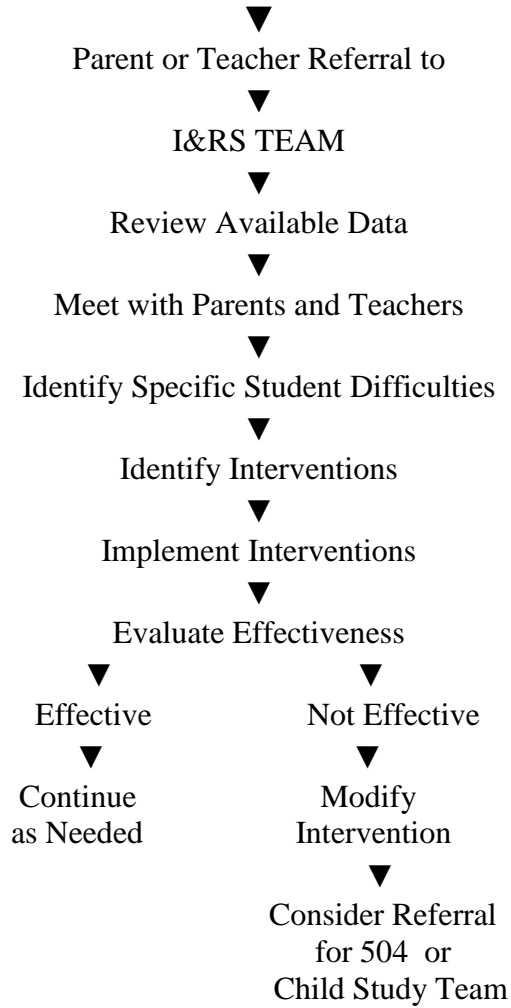 ▼
Parent or Teacher Referral to
▼
I&RS TEAM
▼
Review Available Data
▼
Meet with Parents and Teachers
▼
Identify Specific Student Difficulties
▼
Identify Interventions
▼
Implement Interventions
▼
Evaluate Effectiveness
▼ ▼
Effective Not Effective
▼ ▼
Continue Modify
as Needed Intervention
▼
Consider Referral
for 504 or
Child Study Team